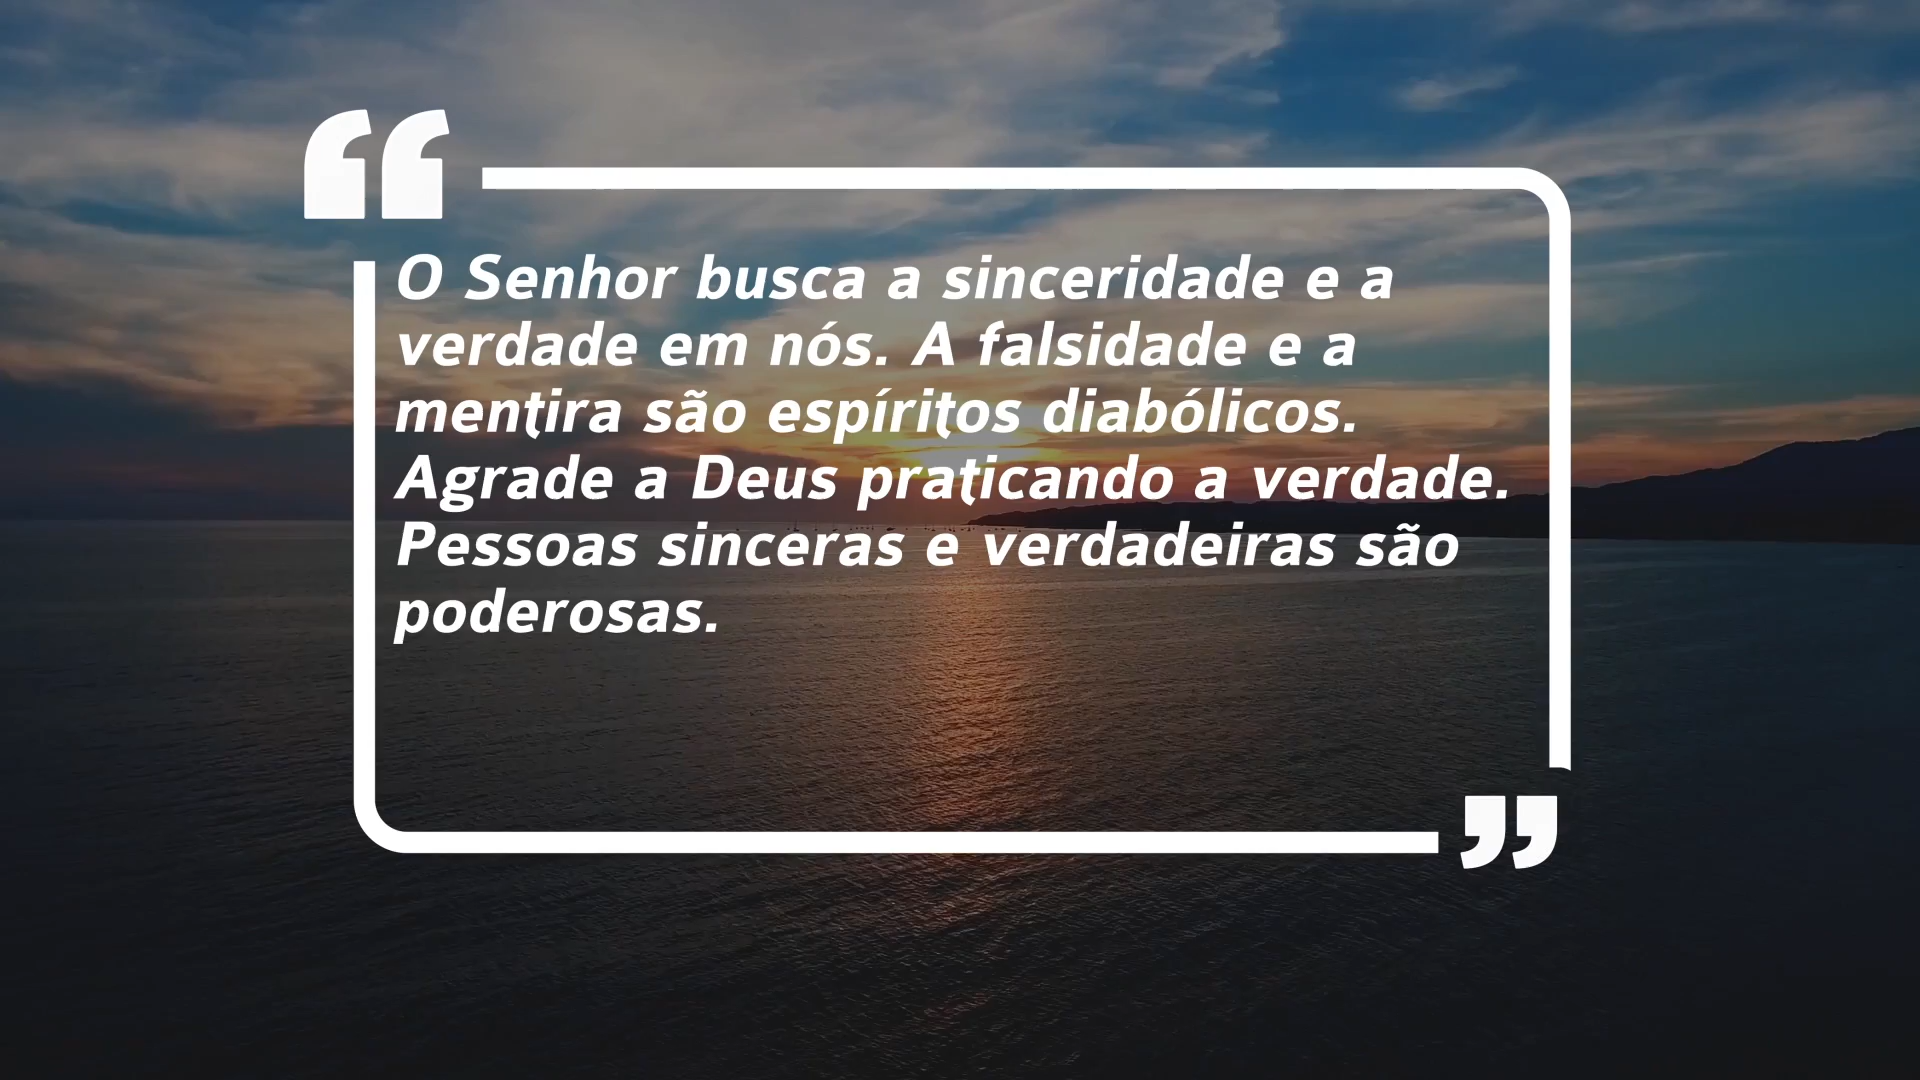 “
O Senhor busca a sinceridade e a
verdade em nós. A falsidade e a
mentira são espíritos diabólicos.
Agrade a Deus praticando a verdade.
Pessoas sinceras e verdadeiras são
poderosas.
”